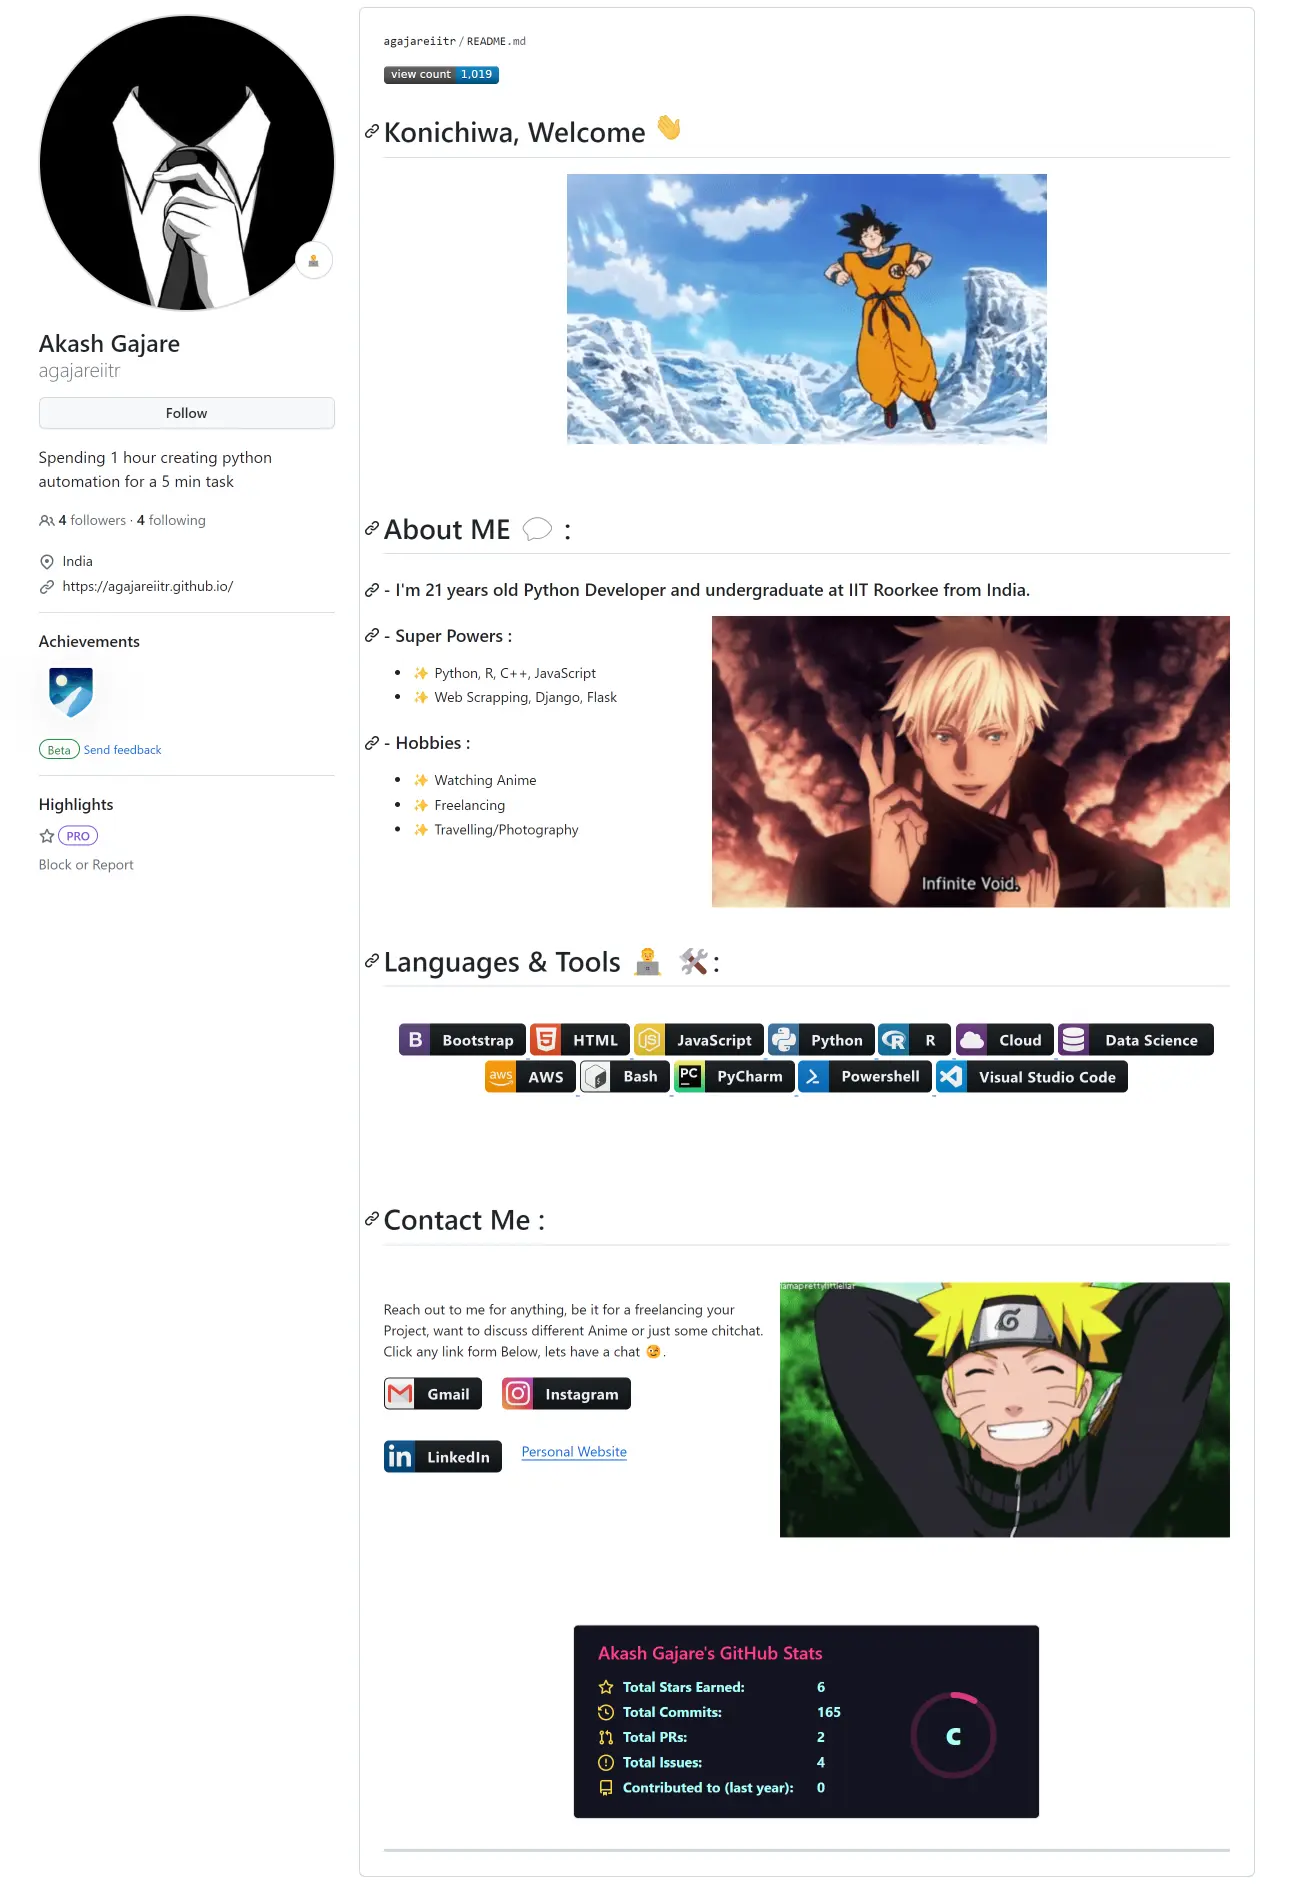 Akash Gajare
agajareiitr
Follow
Spending 1 hour creating python
automation for a 5 min task
4 followers · 4 following
India
https://agajareiitr.github.io/
Achievements
Beta Send feedback
Highlights
PRO
Block or Report
agajareiitr/README.md
view count 1,019
Konichiwa, Welcome 👋
About ME 💬 :
- I'm 21 years old Python Developer and undergraduate at IIT Roorkee from India.
- Super Powers :
• ✨ Python, R, C++, JavaScript
• ✨ Web Scrapping, Django, Flask
- Hobbies :
• ✨ Watching Anime
• ✨ Freelancing
• ✨ Travelling/Photography
Infinite Void.
Languages & Tools 👨‍💻 🛠️:
B Bootstrap HTML JS JavaScript Python R R Cloud Data Science
aws AWS Bash PC PyCharm Powershell Visual Studio Code
Contact Me :
Reach out to me for anything, be it for a freelancing your
Project, want to discuss different Anime or just some chitchat.
Click any link form Below, lets have a chat 😉.
Gmail Instagram
in LinkedIn Personal Website
iamaprettylittleliar
Akash Gajare's GitHub Stats
Total Stars Earned: 6
Total Commits: 165
Total PRs: 2
Total Issues: 4
Contributed to (last year): 0
C